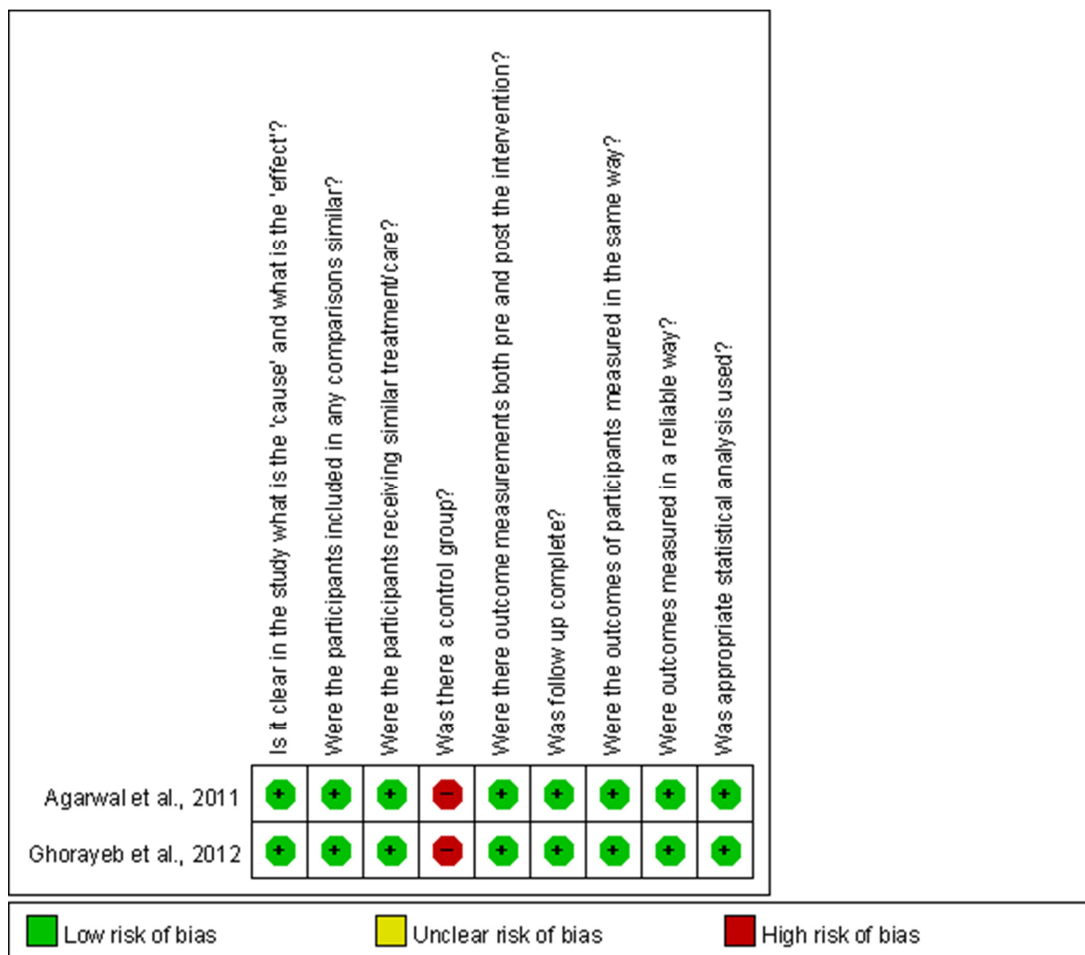 Is it clear in the study what is the 'cause' and what is the 'effect'?
Were the participants included in any comparisons similar?
Were the participants receiving similar treatment/care?
Was there a control group?
Were there outcome measurements both pre and post the intervention?
Was follow up complete?
Were the outcomes of participants measured in the same way?
Were outcomes measured in a reliable way?
Was appropriate statistical analysis used?
Agarwal et al., 2011 + + + - + + + + +
Ghorayeb et al., 2012 + + + - + + + + +
Low risk of bias Unclear risk of bias High risk of bias